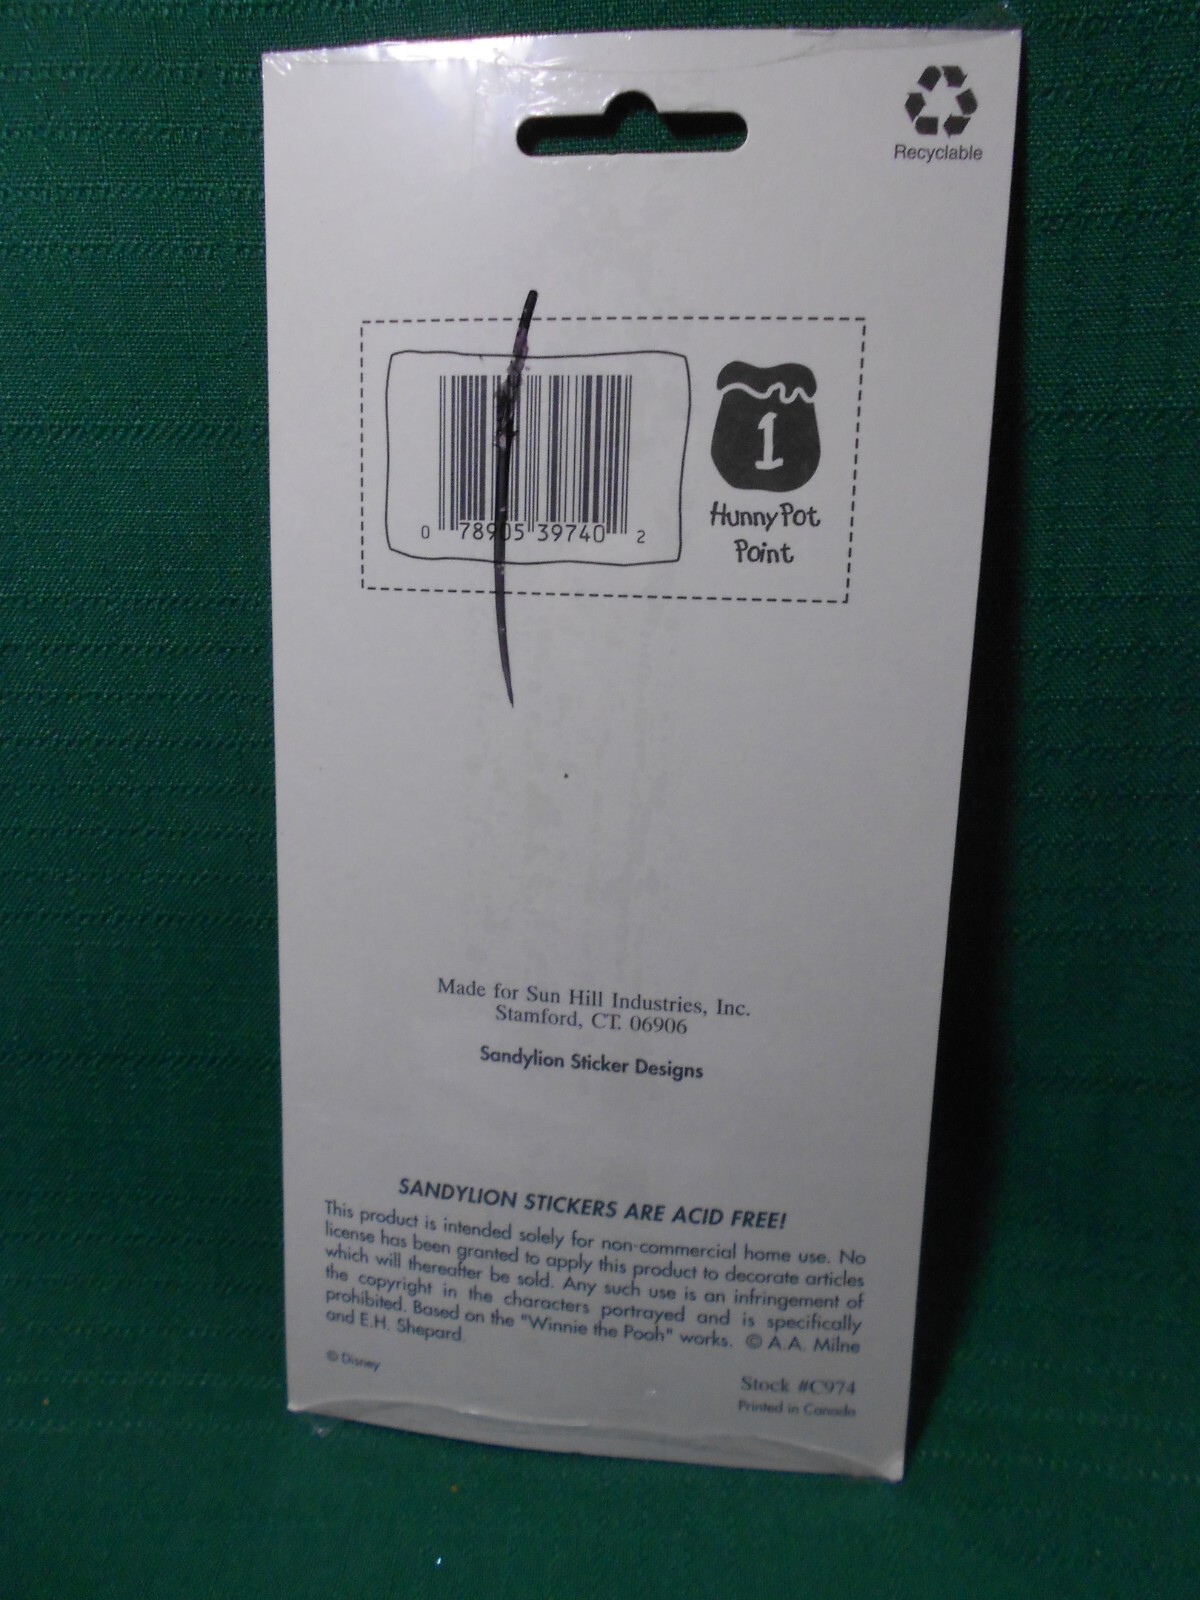 Recyclable
1
Hunny Pot
Point
0 78905 39740 2
Made for Sun Hill Industries, Inc.
Stamford, CT. 06906
Sandylion Sticker Designs
SANDYLION STICKERS ARE ACID FREE!
This product is intended solely for non-commercial home use. No
license has been granted to apply this product to decorate articles
which will thereafter be sold. Any such use is an infringement of
the copyright in the characters portrayed and is specifically
prohibited. Based on the "Winnie the Pooh" works. © A.A. Milne
and E.H. Shepard.
© Disney
Stock #C974
Printed in Canada